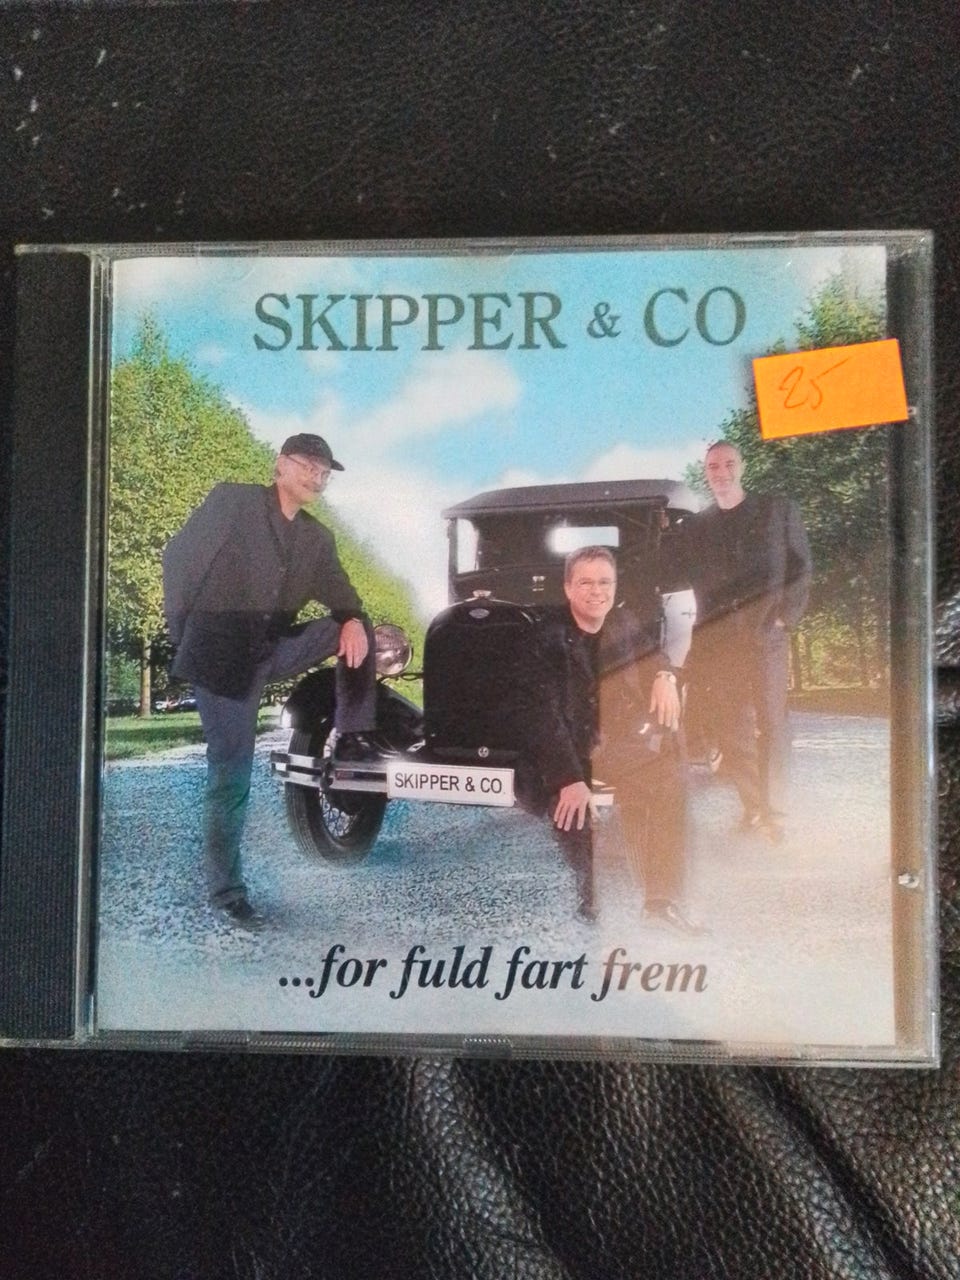 SKIPPER & CO
25
SKIPPER & CO.
...for fuld fart frem